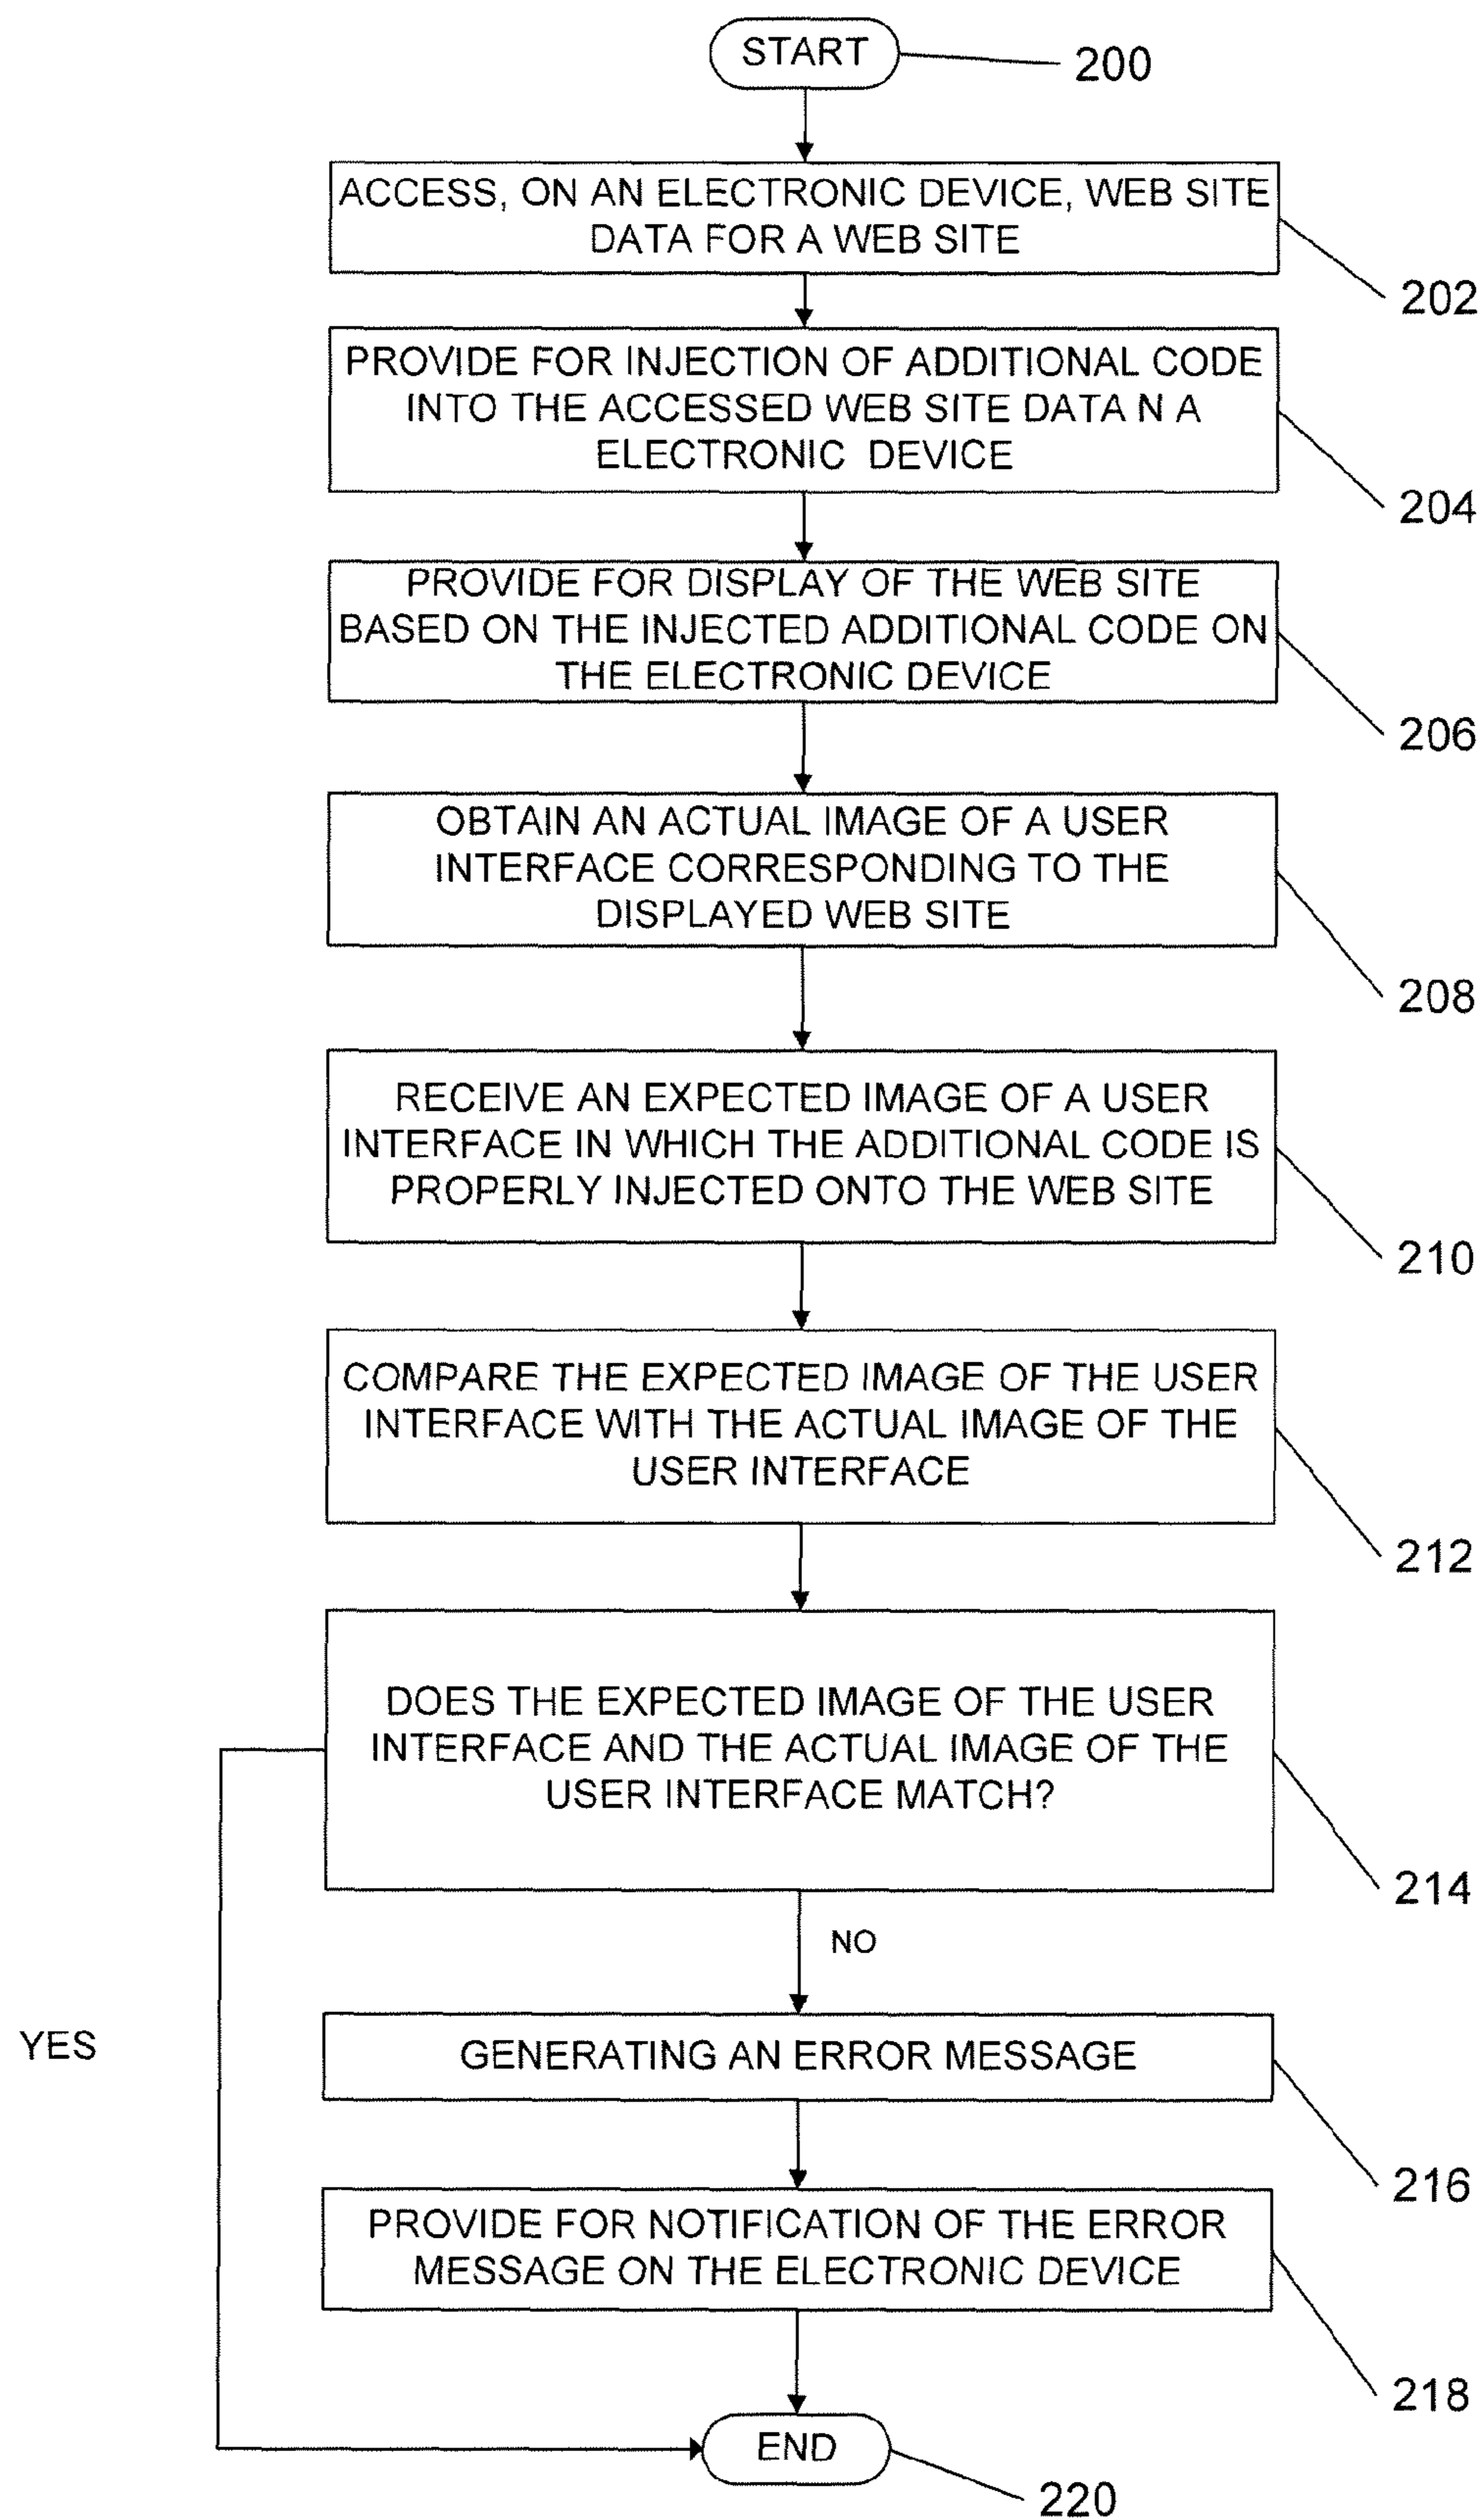 START
200
ACCESS, ON AN ELECTRONIC DEVICE, WEB SITE
DATA FOR A WEB SITE
202
PROVIDE FOR INJECTION OF ADDITIONAL CODE
INTO THE ACCESSED WEB SITE DATA N A
ELECTRONIC DEVICE
204
PROVIDE FOR DISPLAY OF THE WEB SITE
BASED ON THE INJECTED ADDITIONAL CODE ON
THE ELECTRONIC DEVICE
206
OBTAIN AN ACTUAL IMAGE OF A USER
INTERFACE CORRESPONDING TO THE
DISPLAYED WEB SITE
208
RECEIVE AN EXPECTED IMAGE OF A USER
INTERFACE IN WHICH THE ADDITIONAL CODE IS
PROPERLY INJECTED ONTO THE WEB SITE
210
COMPARE THE EXPECTED IMAGE OF THE USER
INTERFACE WITH THE ACTUAL IMAGE OF THE
USER INTERFACE
212
DOES THE EXPECTED IMAGE OF THE USER
INTERFACE AND THE ACTUAL IMAGE OF THE
USER INTERFACE MATCH?
214
NO
YES
GENERATING AN ERROR MESSAGE
216
PROVIDE FOR NOTIFICATION OF THE ERROR
MESSAGE ON THE ELECTRONIC DEVICE
218
END
220